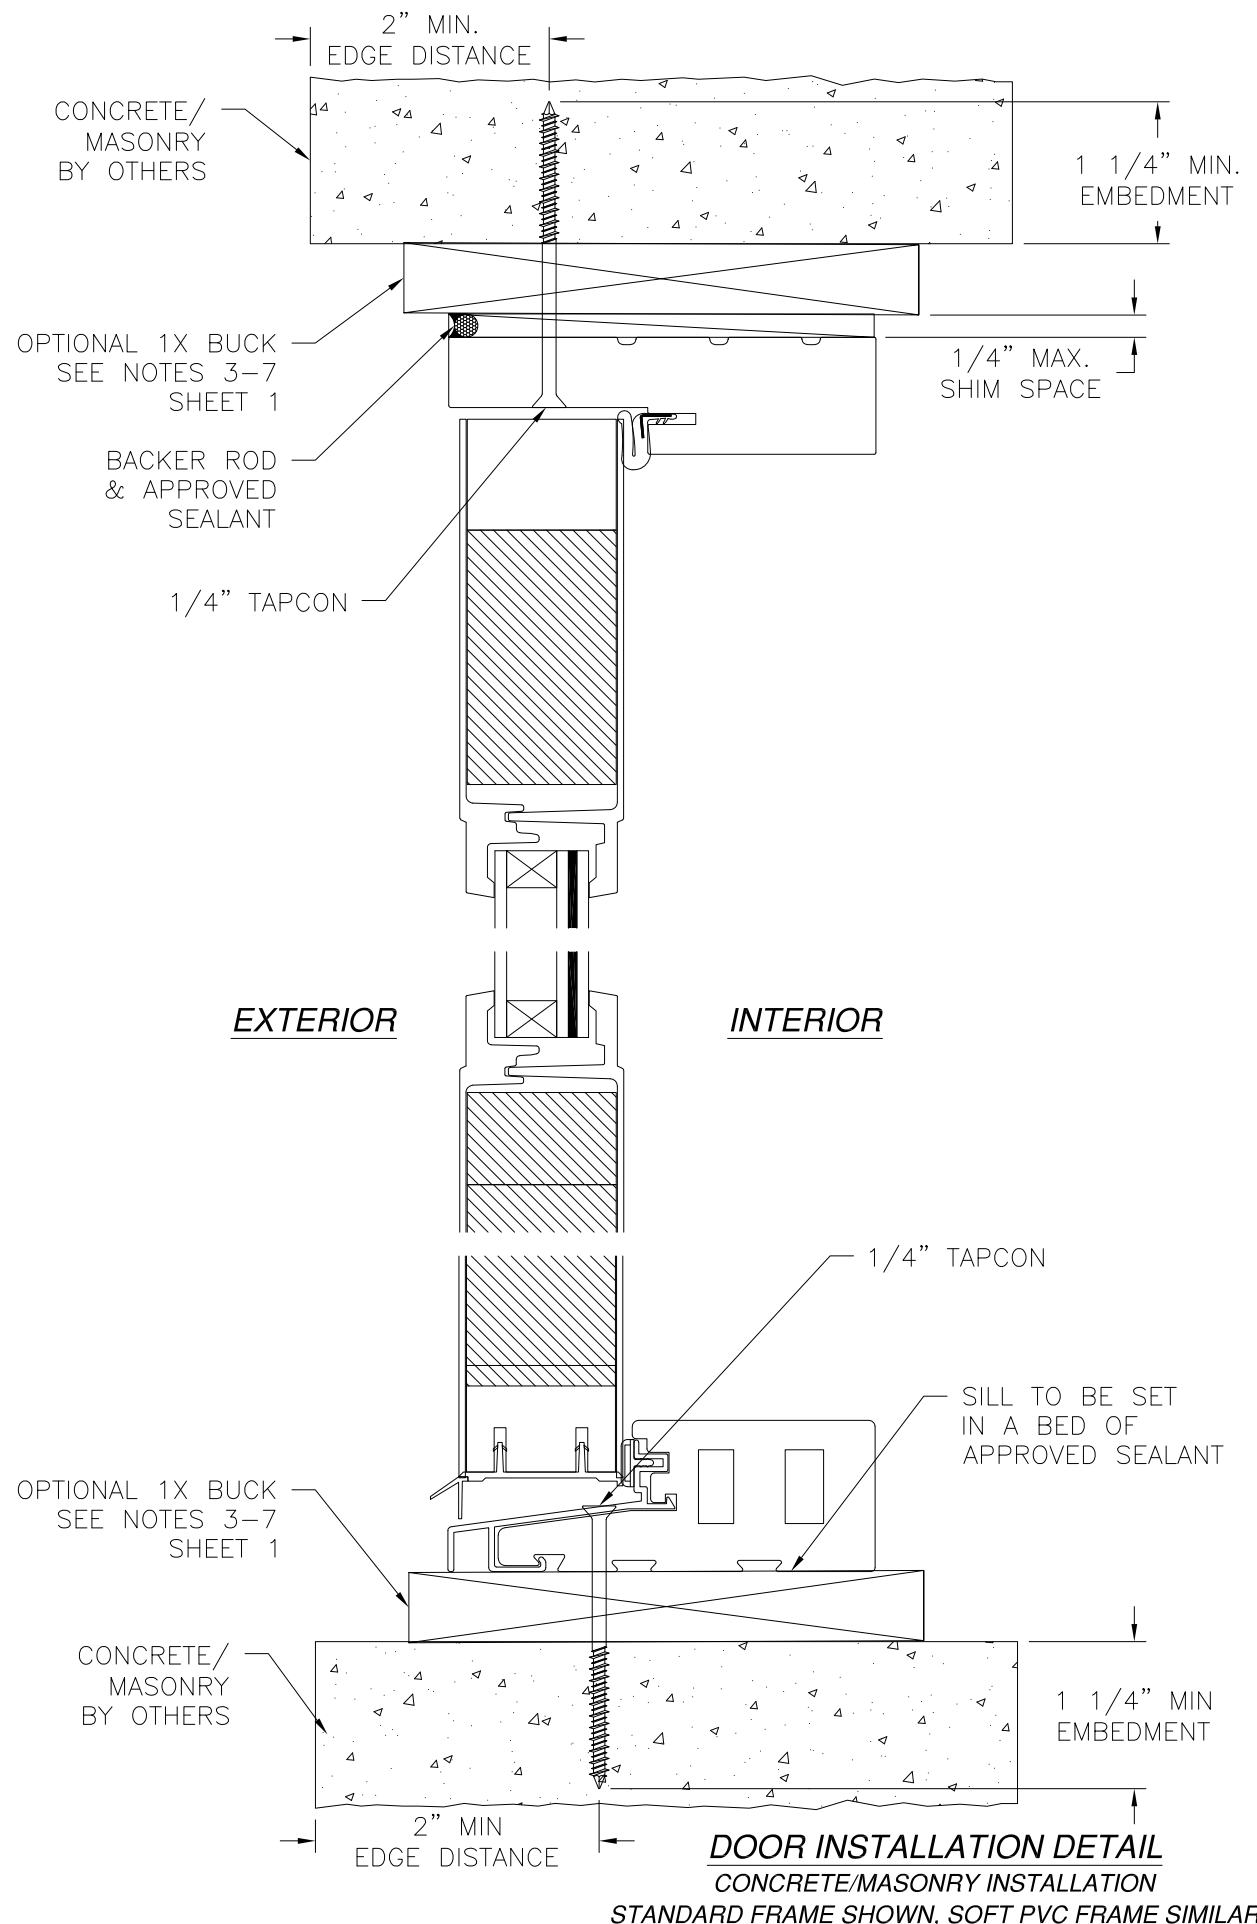 2” MIN.
EDGE DISTANCE
CONCRETE/
MASONRY
BY OTHERS
1 1/4” MIN.
EMBEDMENT
OPTIONAL 1X BUCK
SEE NOTES 3–7
SHEET 1
1/4” MAX.
SHIM SPACE
BACKER ROD
& APPROVED
SEALANT
1/4” TAPCON
EXTERIOR
INTERIOR
1/4” TAPCON
SILL TO BE SET
IN A BED OF
APPROVED SEALANT
OPTIONAL 1X BUCK
SEE NOTES 3–7
SHEET 1
CONCRETE/
MASONRY
BY OTHERS
1 1/4” MIN
EMBEDMENT
2” MIN
EDGE DISTANCE
DOOR INSTALLATION DETAIL
CONCRETE/MASONRY INSTALLATION
STANDARD FRAME SHOWN. SOFT PVC FRAME SIMILAR